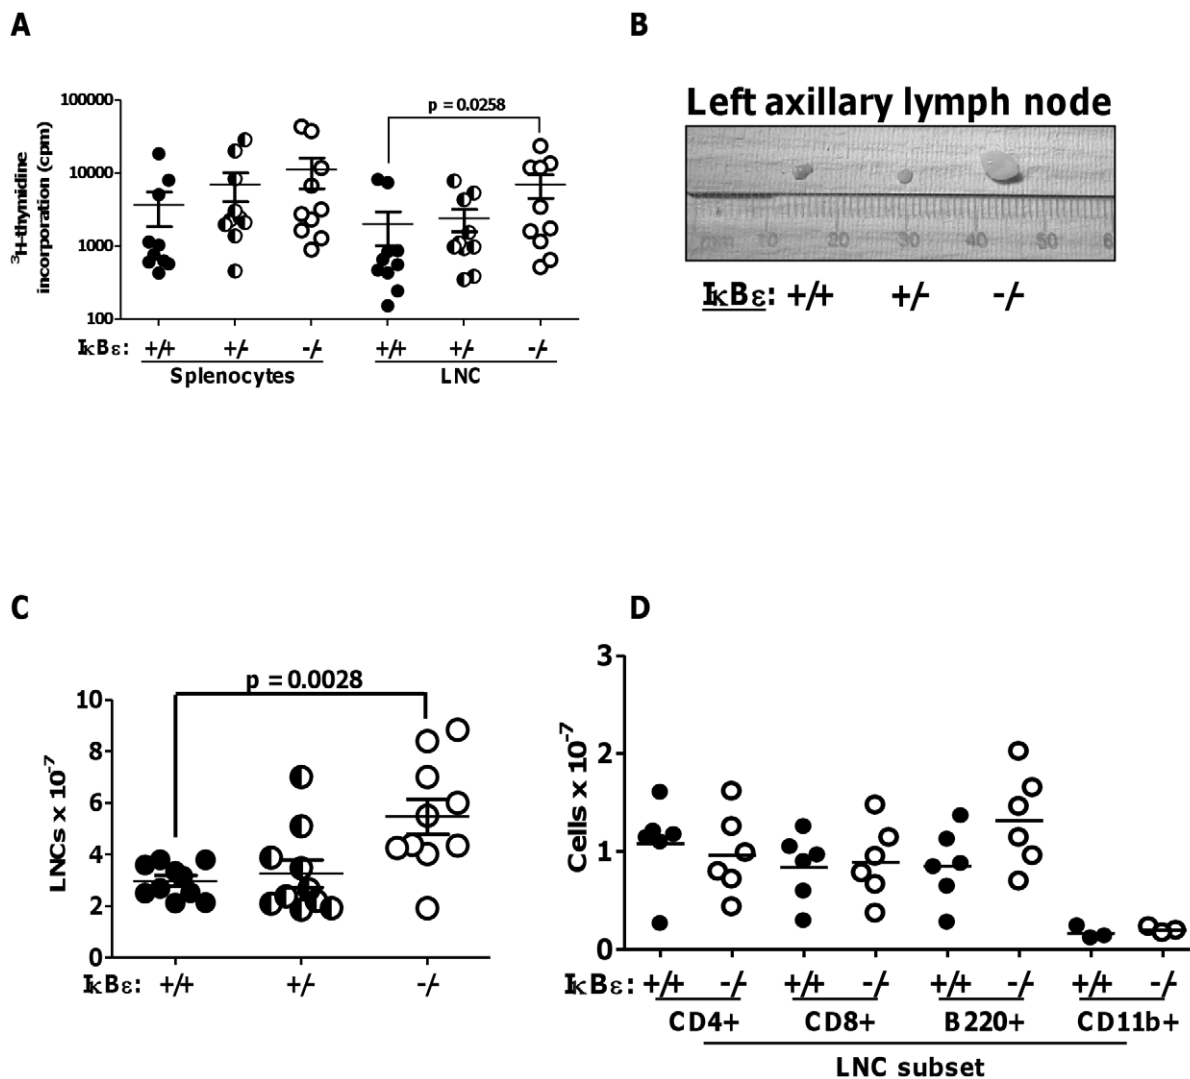 A
100000
10000
1000
100
³H-thymidine
incorporation (cpm)
p = 0.0258
IκBε: +/+ +/- -/- +/+ +/- -/-
Splenocytes LNC
B
Left axillary lymph node
10 20 30 40 50 6
IκBε: +/+ +/- -/-
C
p = 0.0028
10
8
6
4
2
0
LNCs x 10⁻⁷
IκBε: +/+ +/- -/-
D
3
2
1
0
Cells x 10⁻⁷
IκBε: +/+ -/- +/+ -/- +/+ -/- +/+ -/-
CD4+ CD8+ B220+ CD11b+
LNC subset